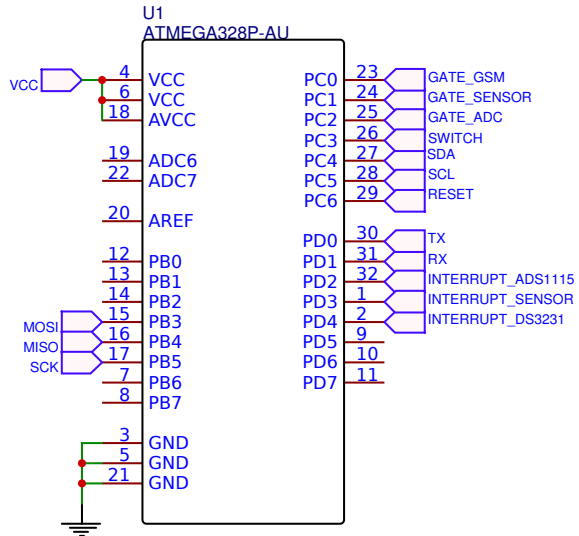 U1
ATMEGA328P-AU
VCC
4 VCC
6 VCC
18 AVCC
19 ADC6
22 ADC7
20 AREF
12 PB0
13 PB1
14 PB2
MOSI 15 PB3
MISO 16 PB4
SCK 17 PB5
7 PB6
8 PB7
3 GND
5 GND
21 GND
PC0 23 GATE_GSM
PC1 24 GATE_SENSOR
PC2 25 GATE_ADC
PC3 26 SWITCH
PC4 27 SDA
PC5 28 SCL
PC6 29 RESET
PD0 30 TX
PD1 31 RX
PD2 32 INTERRUPT_ADS1115
PD3 1 INTERRUPT_SENSOR
PD4 2 INTERRUPT_DS3231
PD5 9
PD6 10
PD7 11